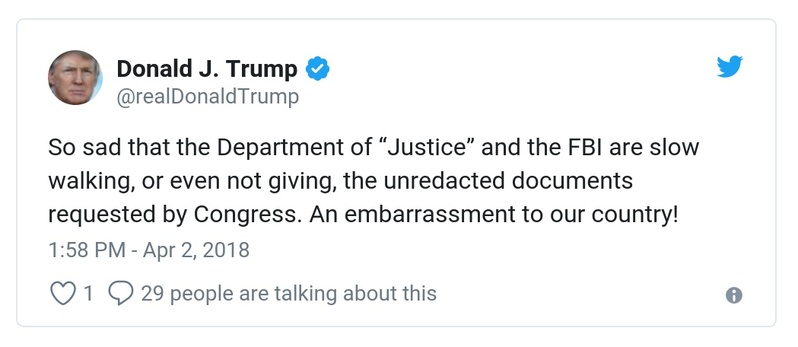 Donald J. Trump
@realDonaldTrump
So sad that the Department of “Justice” and the FBI are slow
walking, or even not giving, the unredacted documents
requested by Congress. An embarrassment to our country!
1:58 PM - Apr 2, 2018
1 29 people are talking about this